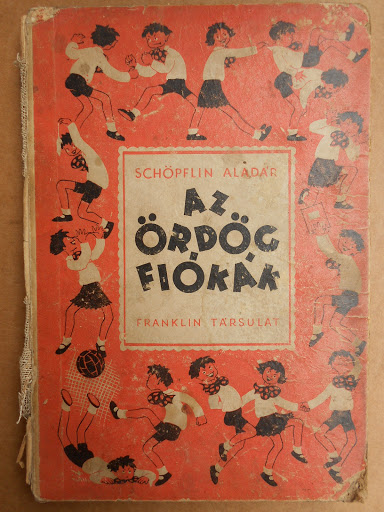 SCHÖPFLIN ALADÁR
AZ
ÖRDÖG
FIÓKÁK
FRANKLIN TÁRSULAT